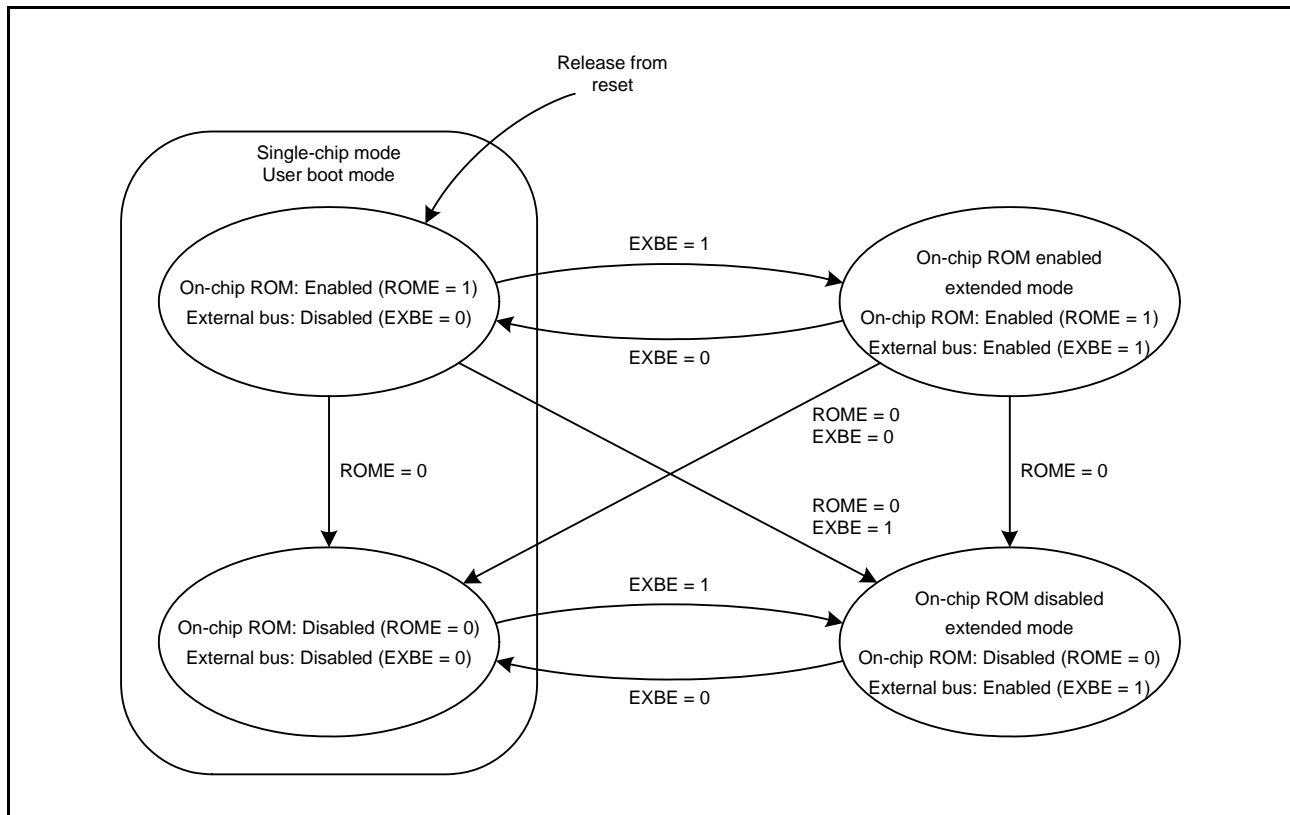 Release from
reset
Single-chip mode
User boot mode
On-chip ROM: Enabled (ROME = 1)
External bus: Disabled (EXBE = 0)
EXBE = 1
EXBE = 0
On-chip ROM enabled
extended mode
On-chip ROM: Enabled (ROME = 1)
External bus: Enabled (EXBE = 1)
ROME = 0
ROME = 0
EXBE = 0
ROME = 0
EXBE = 1
ROME = 0
On-chip ROM: Disabled (ROME = 0)
External bus: Disabled (EXBE = 0)
EXBE = 1
EXBE = 0
On-chip ROM disabled
extended mode
On-chip ROM: Disabled (ROME = 0)
External bus: Enabled (EXBE = 1)